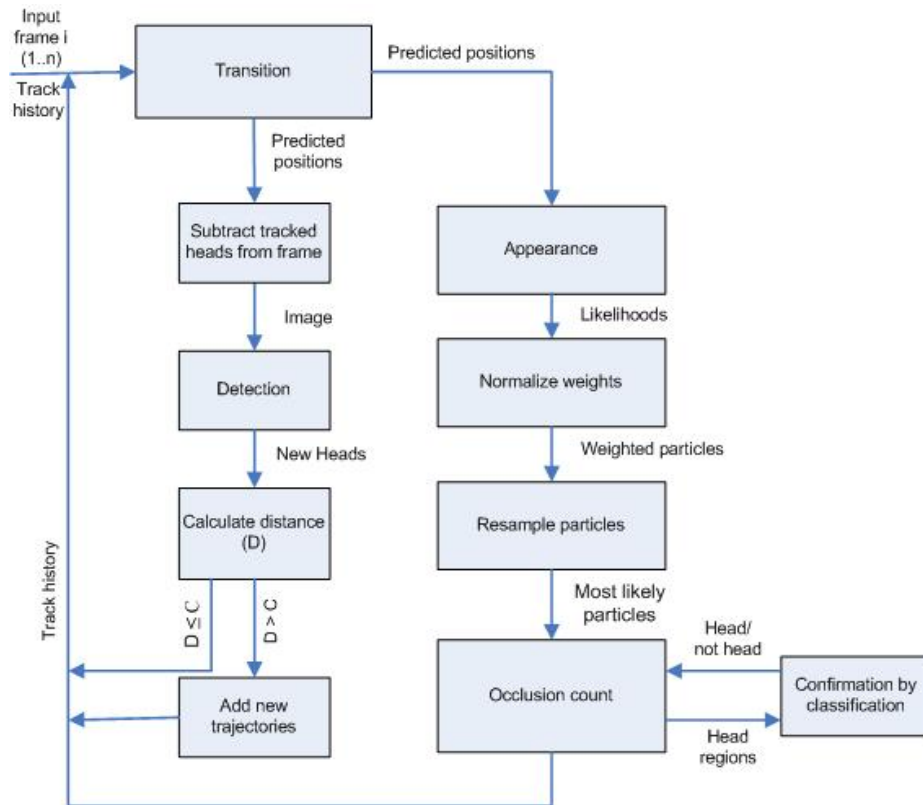 Input
frame i
(1..n)
Track
history
Transition
Predicted positions
Predicted
positions
Subtract tracked
heads from frame
Appearance
Image
Likelihoods
Detection
Normalize weights
New Heads
Weighted particles
Calculate distance
(D)
Resample particles
Track history
D ≤ C
D > C
Most likely
particles
Head/
not head
Add new
trajectories
Occlusion count
Confirmation by
classification
Head
regions